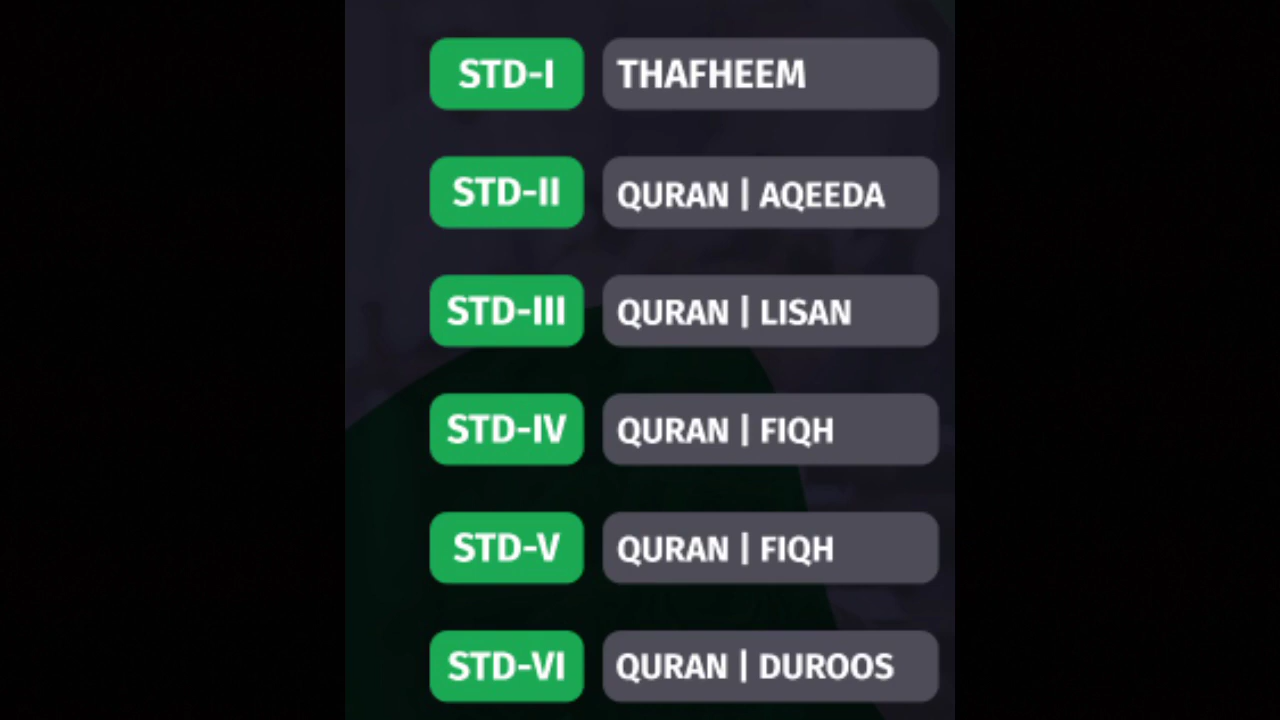 STD-I THAFHEEM
STD-II QURAN | AQEEDA
STD-III QURAN | LISAN
STD-IV QURAN | FIQH
STD-V QURAN | FIQH
STD-VI QURAN | DUROOS